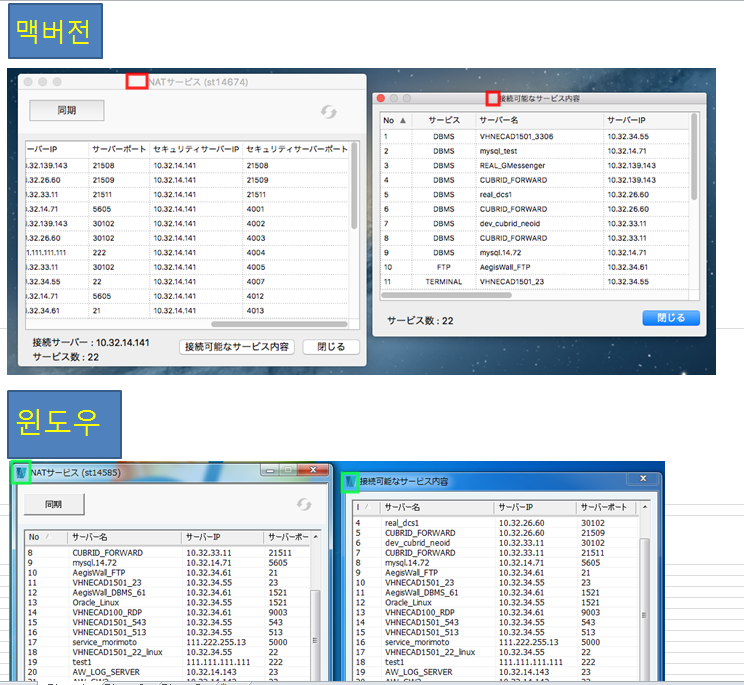 맥버전
NATサービス (st14674)
同期
ーバーIP サーバーポート セキュリティサーバーIP セキュリティサーバーポート
.32.139.143 21508 10.32.14.141 21508
.32.26.60 21509 10.32.14.141 21509
.32.33.11 21511 10.32.14.141 21511
.32.14.71 5605 10.32.14.141 4001
.32.139.143 30102 10.32.14.141 4002
.32.26.60 30102 10.32.14.141 4003
.111.111.111 222 10.32.14.141 4004
.32.33.11 30102 10.32.14.141 4005
.32.34.55 22 10.32.14.141 4007
.32.14.71 5605 10.32.14.141 4012
.32.34.61 21 10.32.14.141 4013
接続サーバー : 10.32.14.141
サービス数 : 22
接続可能なサービス内容 閉じる
接続可能なサービス内容
No ▲ サービス サーバー名 サーバーIP
1 DBMS VHNECAD1501_3306 10.32.34.55
2 DBMS mysql_test 10.32.14.71
3 DBMS REAL_GMessenger 10.32.139.143
4 DBMS CUBRID_FORWARD 10.32.139.143
5 DBMS real_dcs1 10.32.26.60
6 DBMS CUBRID_FORWARD 10.32.26.60
7 DBMS dev_cubrid_neoid 10.32.33.11
8 DBMS CUBRID_FORWARD 10.32.33.11
9 DBMS mysql.14.72 10.32.14.71
10 FTP AegisWall_FTP 10.32.34.61
11 TERMINAL VHNECAD1501_23 10.32.34.55
サービス数 : 22
閉じる
윈도우
NATサービス (st14585)
同期
No サーバー名 サーバーIP サーバーポー
8 CUBRID_FORWARD 10.32.33.11 21511
9 mysql.14.72 10.32.14.71 5605
10 AegisWall_FTP 10.32.34.61 21
11 VHNECAD1501_23 10.32.34.55 23
12 AegisWall_DBMS_61 10.32.34.61 1521
13 Oracle_Linux 10.32.34.55 1521
14 VHNECAD100_RDP 10.32.34.61 9003
15 VHNECAD1501_543 10.32.34.55 543
16 VHNECAD1501_513 10.32.34.55 513
17 service_morimoto 111.222.255.13 5000
18 VHNECAD1501_22_linux 10.32.34.55 22
19 test1 111.111.111.111 222
20 AW_LOG_SERVER 10.32.14.143 23
接続可能なサービス内容
サーバー名 サーバーIP サーバーポート
4 real_dcs1 10.32.26.60 30102
5 CUBRID_FORWARD 10.32.26.60 21509
6 dev_cubrid_neoid 10.32.33.11 30102
7 CUBRID_FORWARD 10.32.33.11 21511
8 mysql.14.72 10.32.14.71 5605
9 AegisWall_FTP 10.32.34.61 21
10 VHNECAD1501_23 10.32.34.55 23
11 AegisWall_DBMS_61 10.32.34.61 1521
12 Oracle_Linux 10.32.34.55 1521
13 VHNECAD100_RDP 10.32.34.61 9003
14 VHNECAD1501_543 10.32.34.55 543
15 VHNECAD1501_513 10.32.34.55 513
16 service_morimoto 111.222.255.13 5000
17 VHNECAD1501_22_linux 10.32.34.55 22
18 test1 111.111.111.111 222
20 AW_LOG_SERVER 10.32.14.143 23